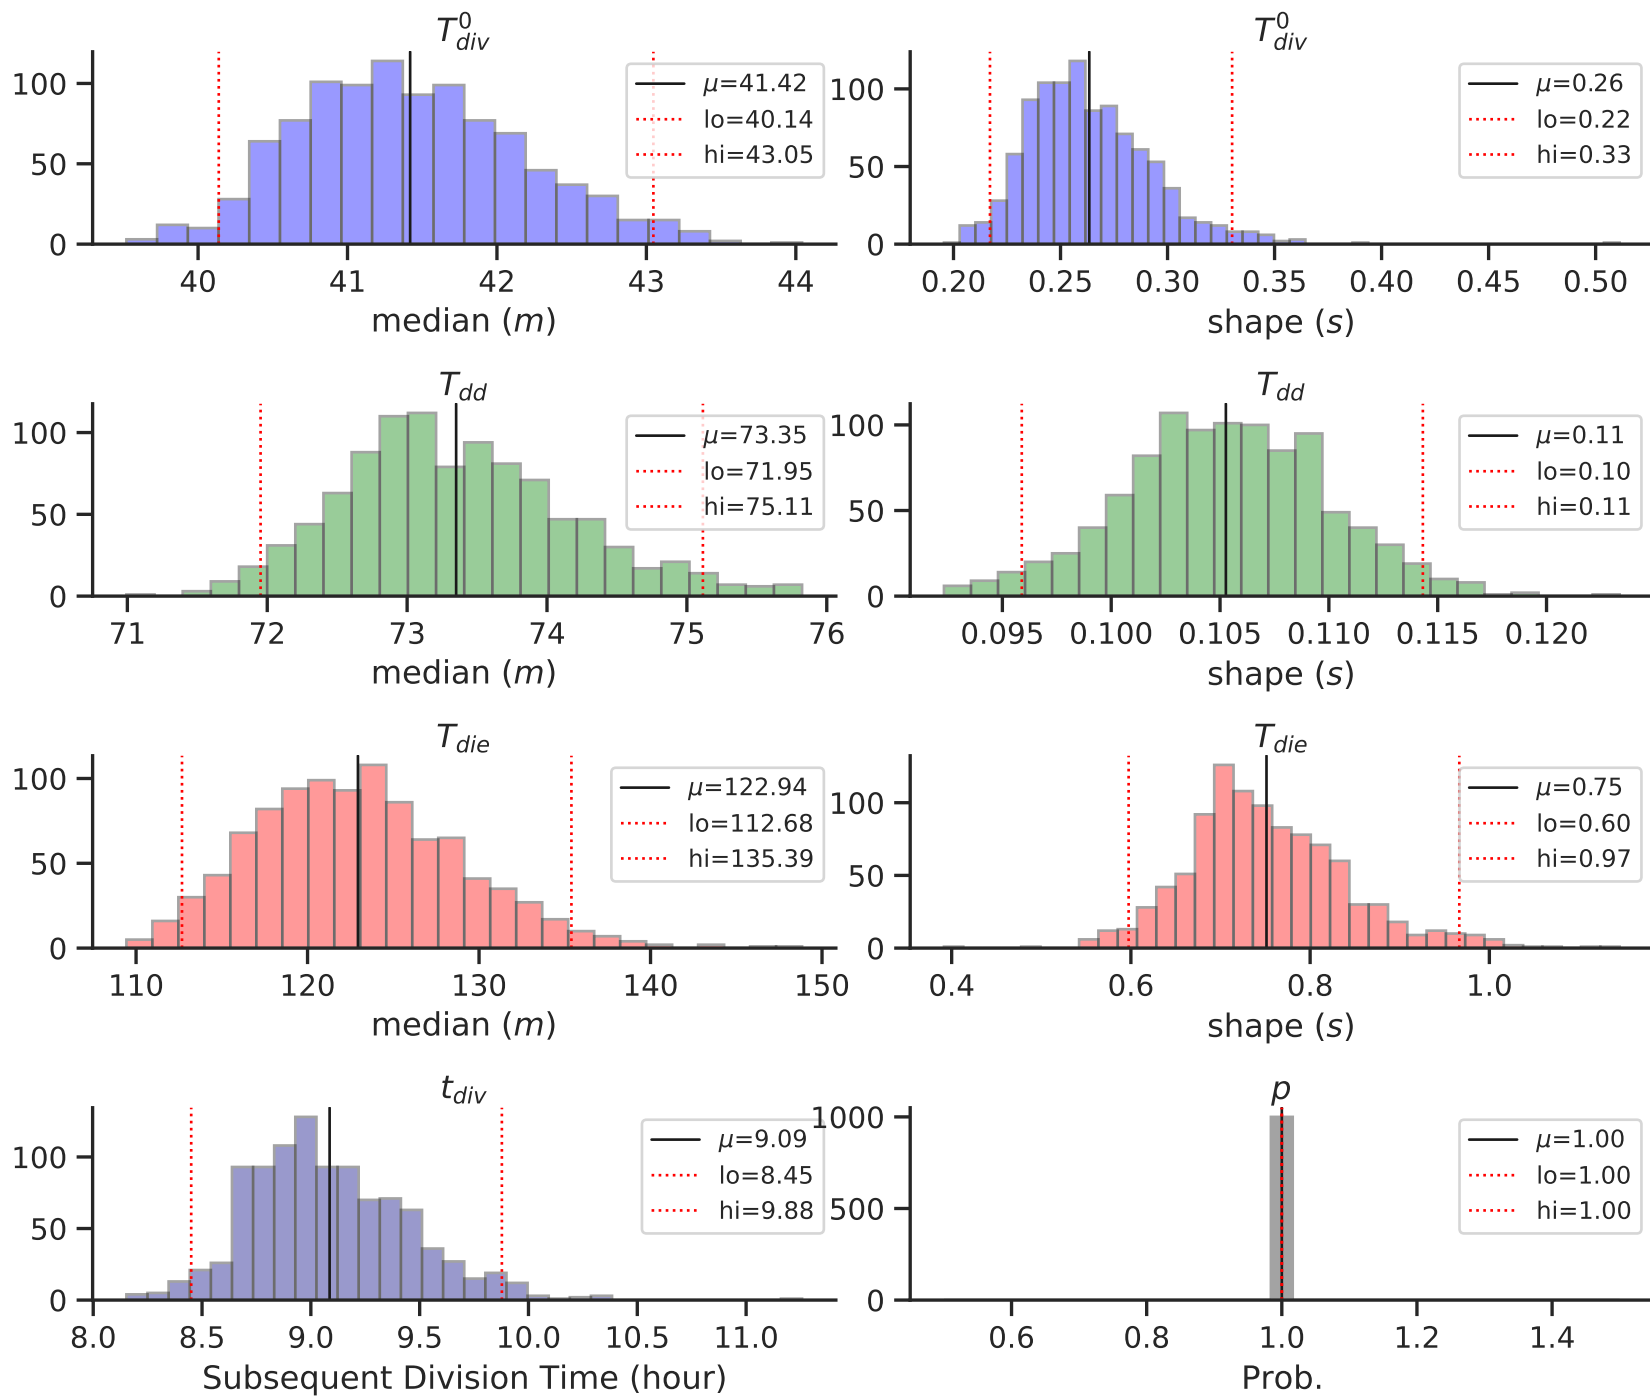 T⁰div
100
50
0
μ=41.42
lo=40.14
hi=43.05
40 41 42 43 44
median (m)
T⁰div
100
50
0
μ=0.26
lo=0.22
hi=0.33
0.20 0.25 0.30 0.35 0.40 0.45 0.50
shape (s)
Tdd
100
50
0
μ=73.35
lo=71.95
hi=75.11
71 72 73 74 75 76
median (m)
Tdd
100
50
0
μ=0.11
lo=0.10
hi=0.11
0.095 0.100 0.105 0.110 0.115 0.120
shape (s)
Tdie
100
50
0
μ=122.94
lo=112.68
hi=135.39
110 120 130 140 150
median (m)
Tdie
100
50
0
μ=0.75
lo=0.60
hi=0.97
0.4 0.6 0.8 1.0
shape (s)
tdiv
100
50
0
μ=9.09
lo=8.45
hi=9.88
8.0 8.5 9.0 9.5 10.0 10.5 11.0
Subsequent Division Time (hour)
p
1000
500
0
μ=1.00
lo=1.00
hi=1.00
0.6 0.8 1.0 1.2 1.4
Prob.